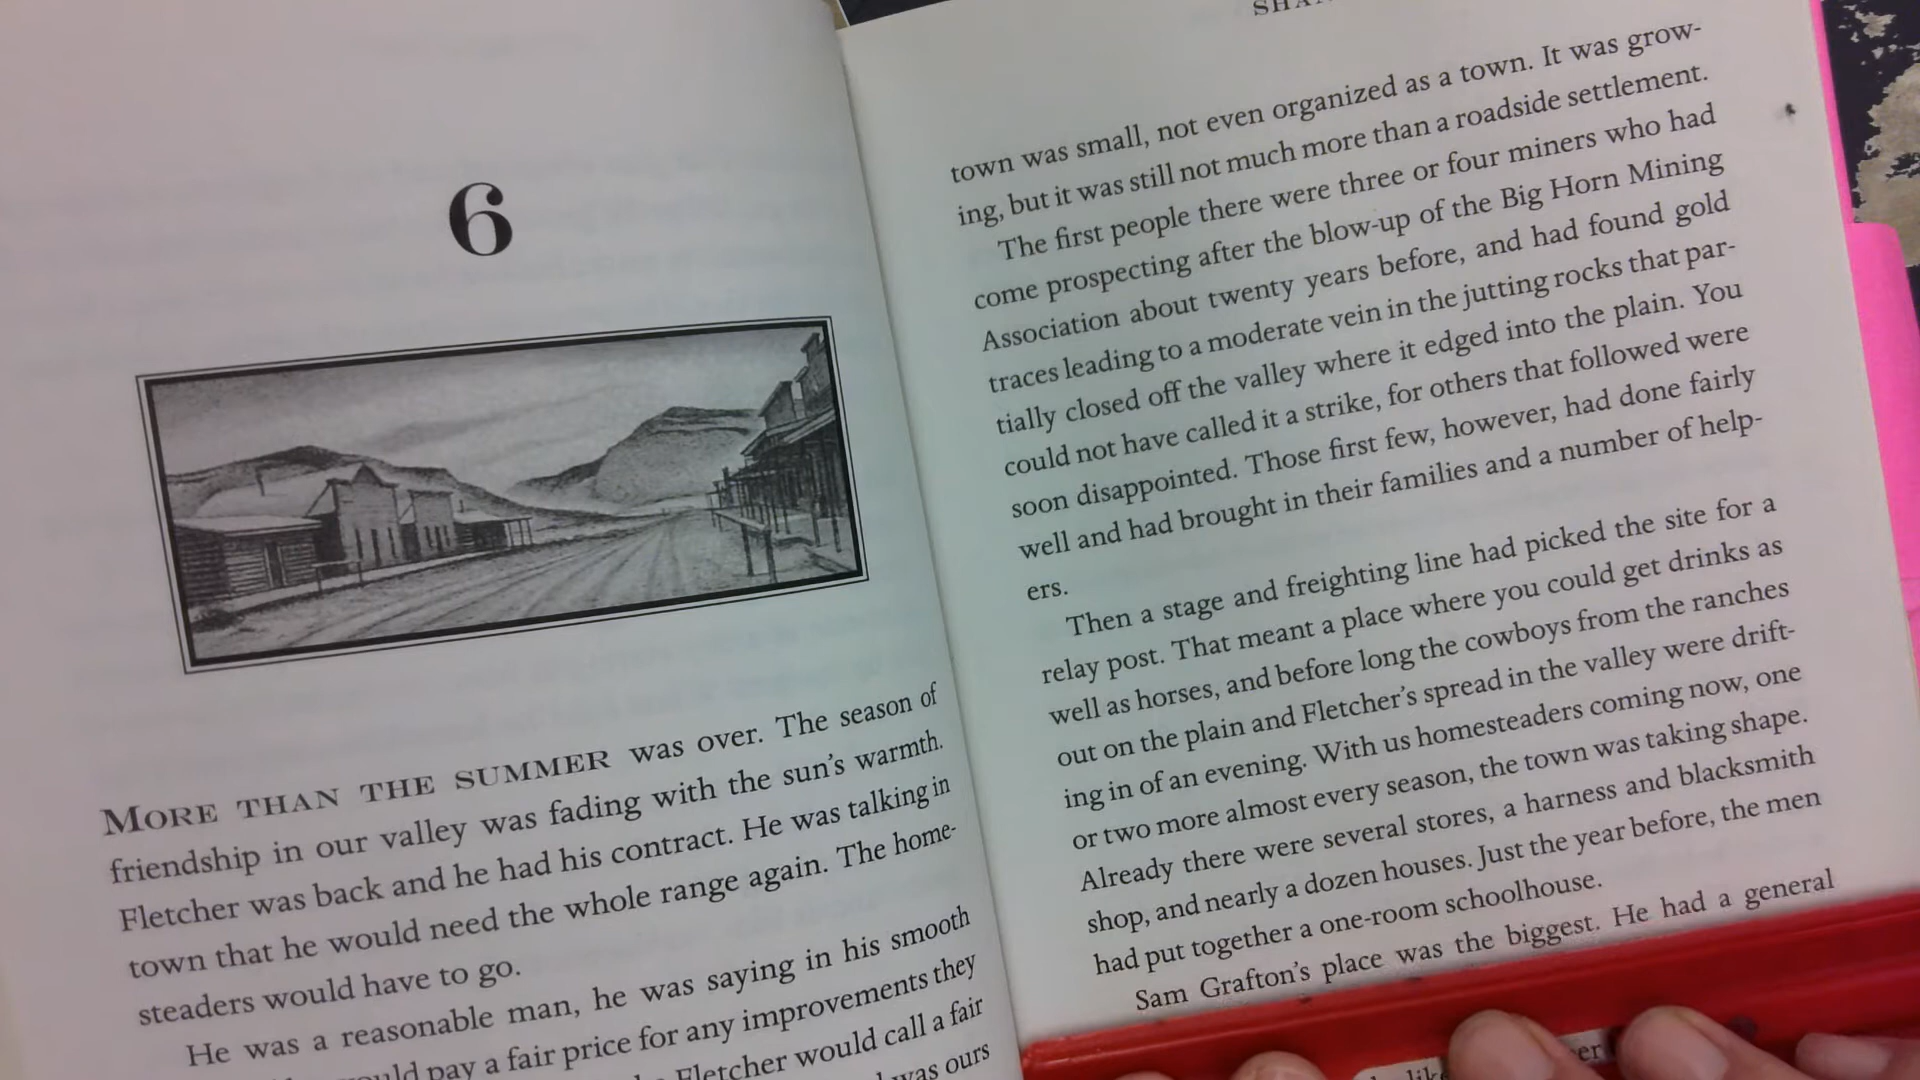 6
MORE THAN THE SUMMER was over. The season of
friendship in our valley was fading with the sun's warmth.
Fletcher was back and he had his contract. He was talking in
town that he would need the whole range again. The home-
steaders would have to go.
He was a reasonable man, he was saying in his smooth
pay a fair price for any improvements they
Fletcher would call a fair
was ours
town was small, not even organized as a town. It was grow-
ing, but it was still not much more than a roadside settlement.
The first people there were three or four miners who had
come prospecting after the blow-up of the Big Horn Mining
Association about twenty years before, and had found gold
traces leading to a moderate vein in the jutting rocks that par-
tially closed off the valley where it edged into the plain. You
could not have called it a strike, for others that followed were
soon disappointed. Those first few, however, had done fairly
well and had brought in their families and a number of help-
ers.
Then a stage and freighting line had picked the site for a
relay post. That meant a place where you could get drinks as
well as horses, and before long the cowboys from the ranches
out on the plain and Fletcher's spread in the valley were drift-
ing in of an evening. With us homesteaders coming now, one
or two more almost every season, the town was taking shape.
Already there were several stores, a harness and blacksmith
shop, and nearly a dozen houses. Just the year before, the men
had put together a one-room schoolhouse.
Sam Grafton's place was the biggest. He had a general